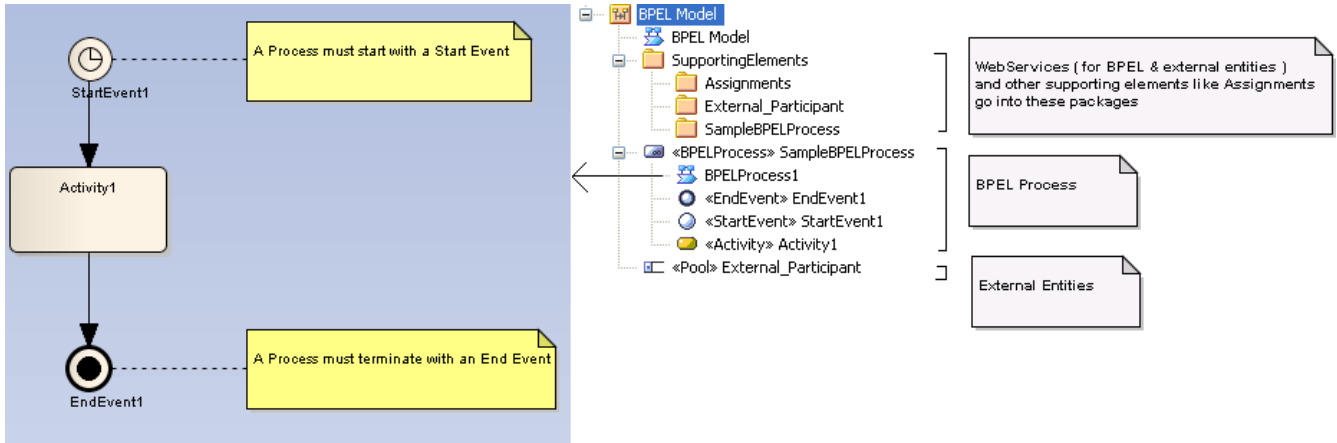 A Process must start with a Start Event
StartEvent1
Activity1
A Process must terminate with an End Event
EndEvent1
BPEL Model
BPEL Model
SupportingElements
Assignments
External_Participant
SampleBPELProcess
«BPELProcess» SampleBPELProcess
BPELProcess1
«EndEvent» EndEvent1
«StartEvent» StartEvent1
«Activity» Activity1
«Pool» External_Participant
WebServices ( for BPEL & external entities )
and other supporting elements like Assignments
go into these packages
BPEL Process
External Entities